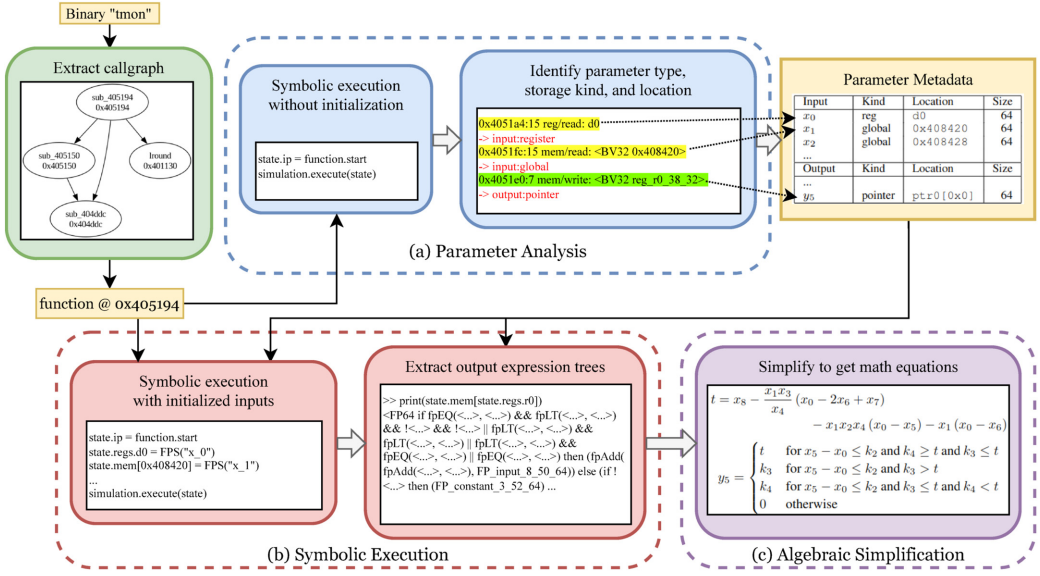 Binary "tmon"
Extract callgraph
sub_405194
0x405194
sub_405150
0x405150
lround
0x401130
sub_404ddc
0x404ddc
function @ 0x405194
Symbolic execution
without initialization
state.ip = function.start
simulation.execute(state)
Identify parameter type,
storage kind, and location
0x4051a4:15 reg/read: d0
-> input:register
0x4051fc:15 mem/read: <BV32 0x408420>
-> input:global
0x4051e0:7 mem/write: <BV32 reg_r0_38_32>
-> output:pointer
(a) Parameter Analysis
Parameter Metadata
Input Kind Location Size
x₀ reg d0 64
x₁ global 0x408420 64
x₂ global 0x408428 64
...
Output Location Size
...
y₅ pointer ptr0[0x0] 64
Symbolic execution
with initialized inputs
state.ip = function.start
state.regs.d0 = FPS("x_0")
state.mem[0x408420] = FPS("x_1")
...
simulation.execute(state)
Extract output expression trees
>> print(state.mem[state.regs.r0])
<FP64 if fpEQ(<...>, <...>) && fpLT(<...>, <...>)
&& !<...> && !<...> || fpLT(<...>, <...>) &&
fpLT(<...>, <...>) || fpLT(<...>, <...>) &&
fpEQ(<...>, <...>) || fpEQ(<...>, <...>) then (fpAdd(
fpAdd(<...>, <...>), FP_input_8_50_64)) else (if !
<...> then (FP_constant_3_52_64) ...
(b) Symbolic Execution
Simplify to get math equations
t = x₈ − x₁x₃/x₄ (x₀ − 2x₆ + x₇)
− x₁x₂x₄ (x₀ − x₅) − x₁ (x₀ − x₆)
y₅ = { t for x₅ − x₀ ≤ k₂ and k₄ ≥ t and k₃ ≤ t
k₃ for x₅ − x₀ ≤ k₂ and k₃ > t
k₄ for x₅ − x₀ ≤ k₂ and k₃ ≤ t and k₄ < t
0 otherwise
(c) Algebraic Simplification